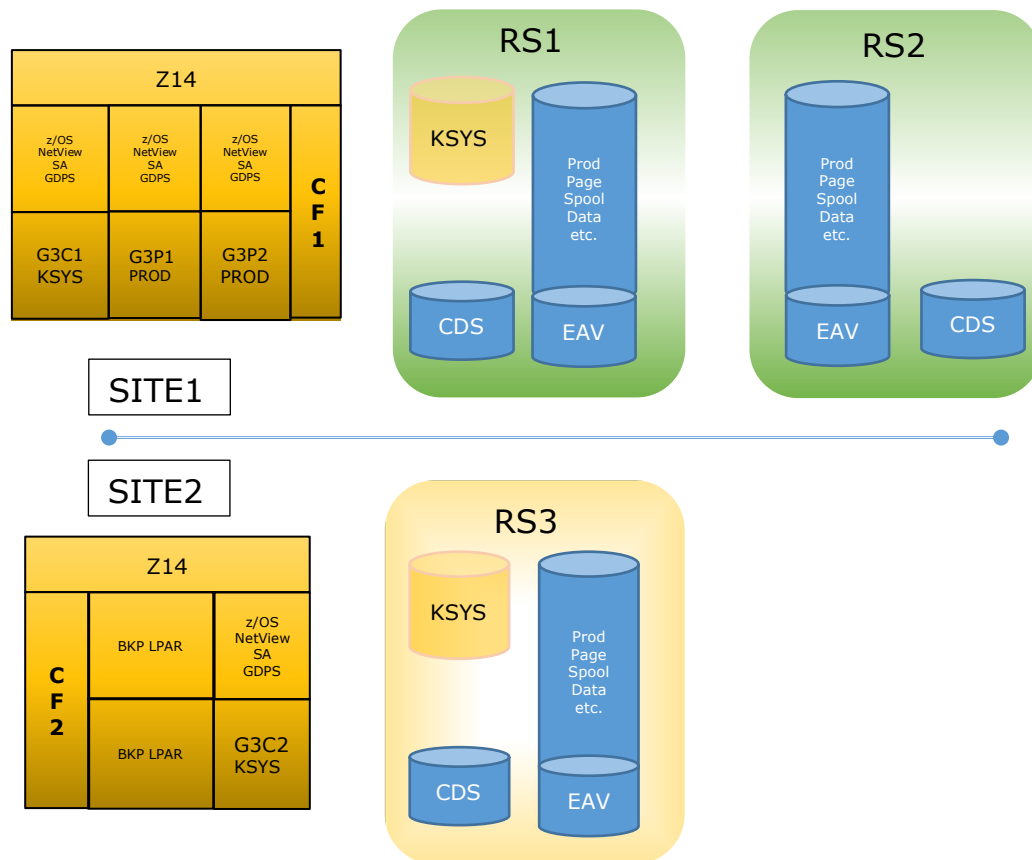 Z14
z/OS
NetView
SA
GDPS
z/OS
NetView
SA
GDPS
z/OS
NetView
SA
GDPS
C
F
1
G3C1
KSYS
G3P1
PROD
G3P2
PROD
RS1
KSYS
Prod
Page
Spool
Data
etc.
CDS
EAV
RS2
Prod
Page
Spool
Data
etc.
EAV
CDS
SITE1
SITE2
Z14
C
F
2
BKP LPAR
z/OS
NetView
SA
GDPS
BKP LPAR
G3C2
KSYS
RS3
KSYS
Prod
Page
Spool
Data
etc.
CDS
EAV